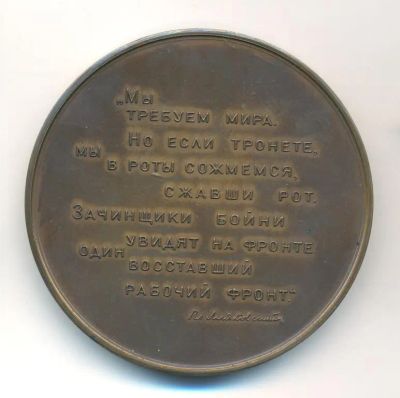 „Мы
требуем мира.
Но если тронете,
мы
в роты сожмемся,
сжавши рот.
Зачинщики бойни
увидят на фронте
один
восставший
рабочий фронт."
В. Маяковский